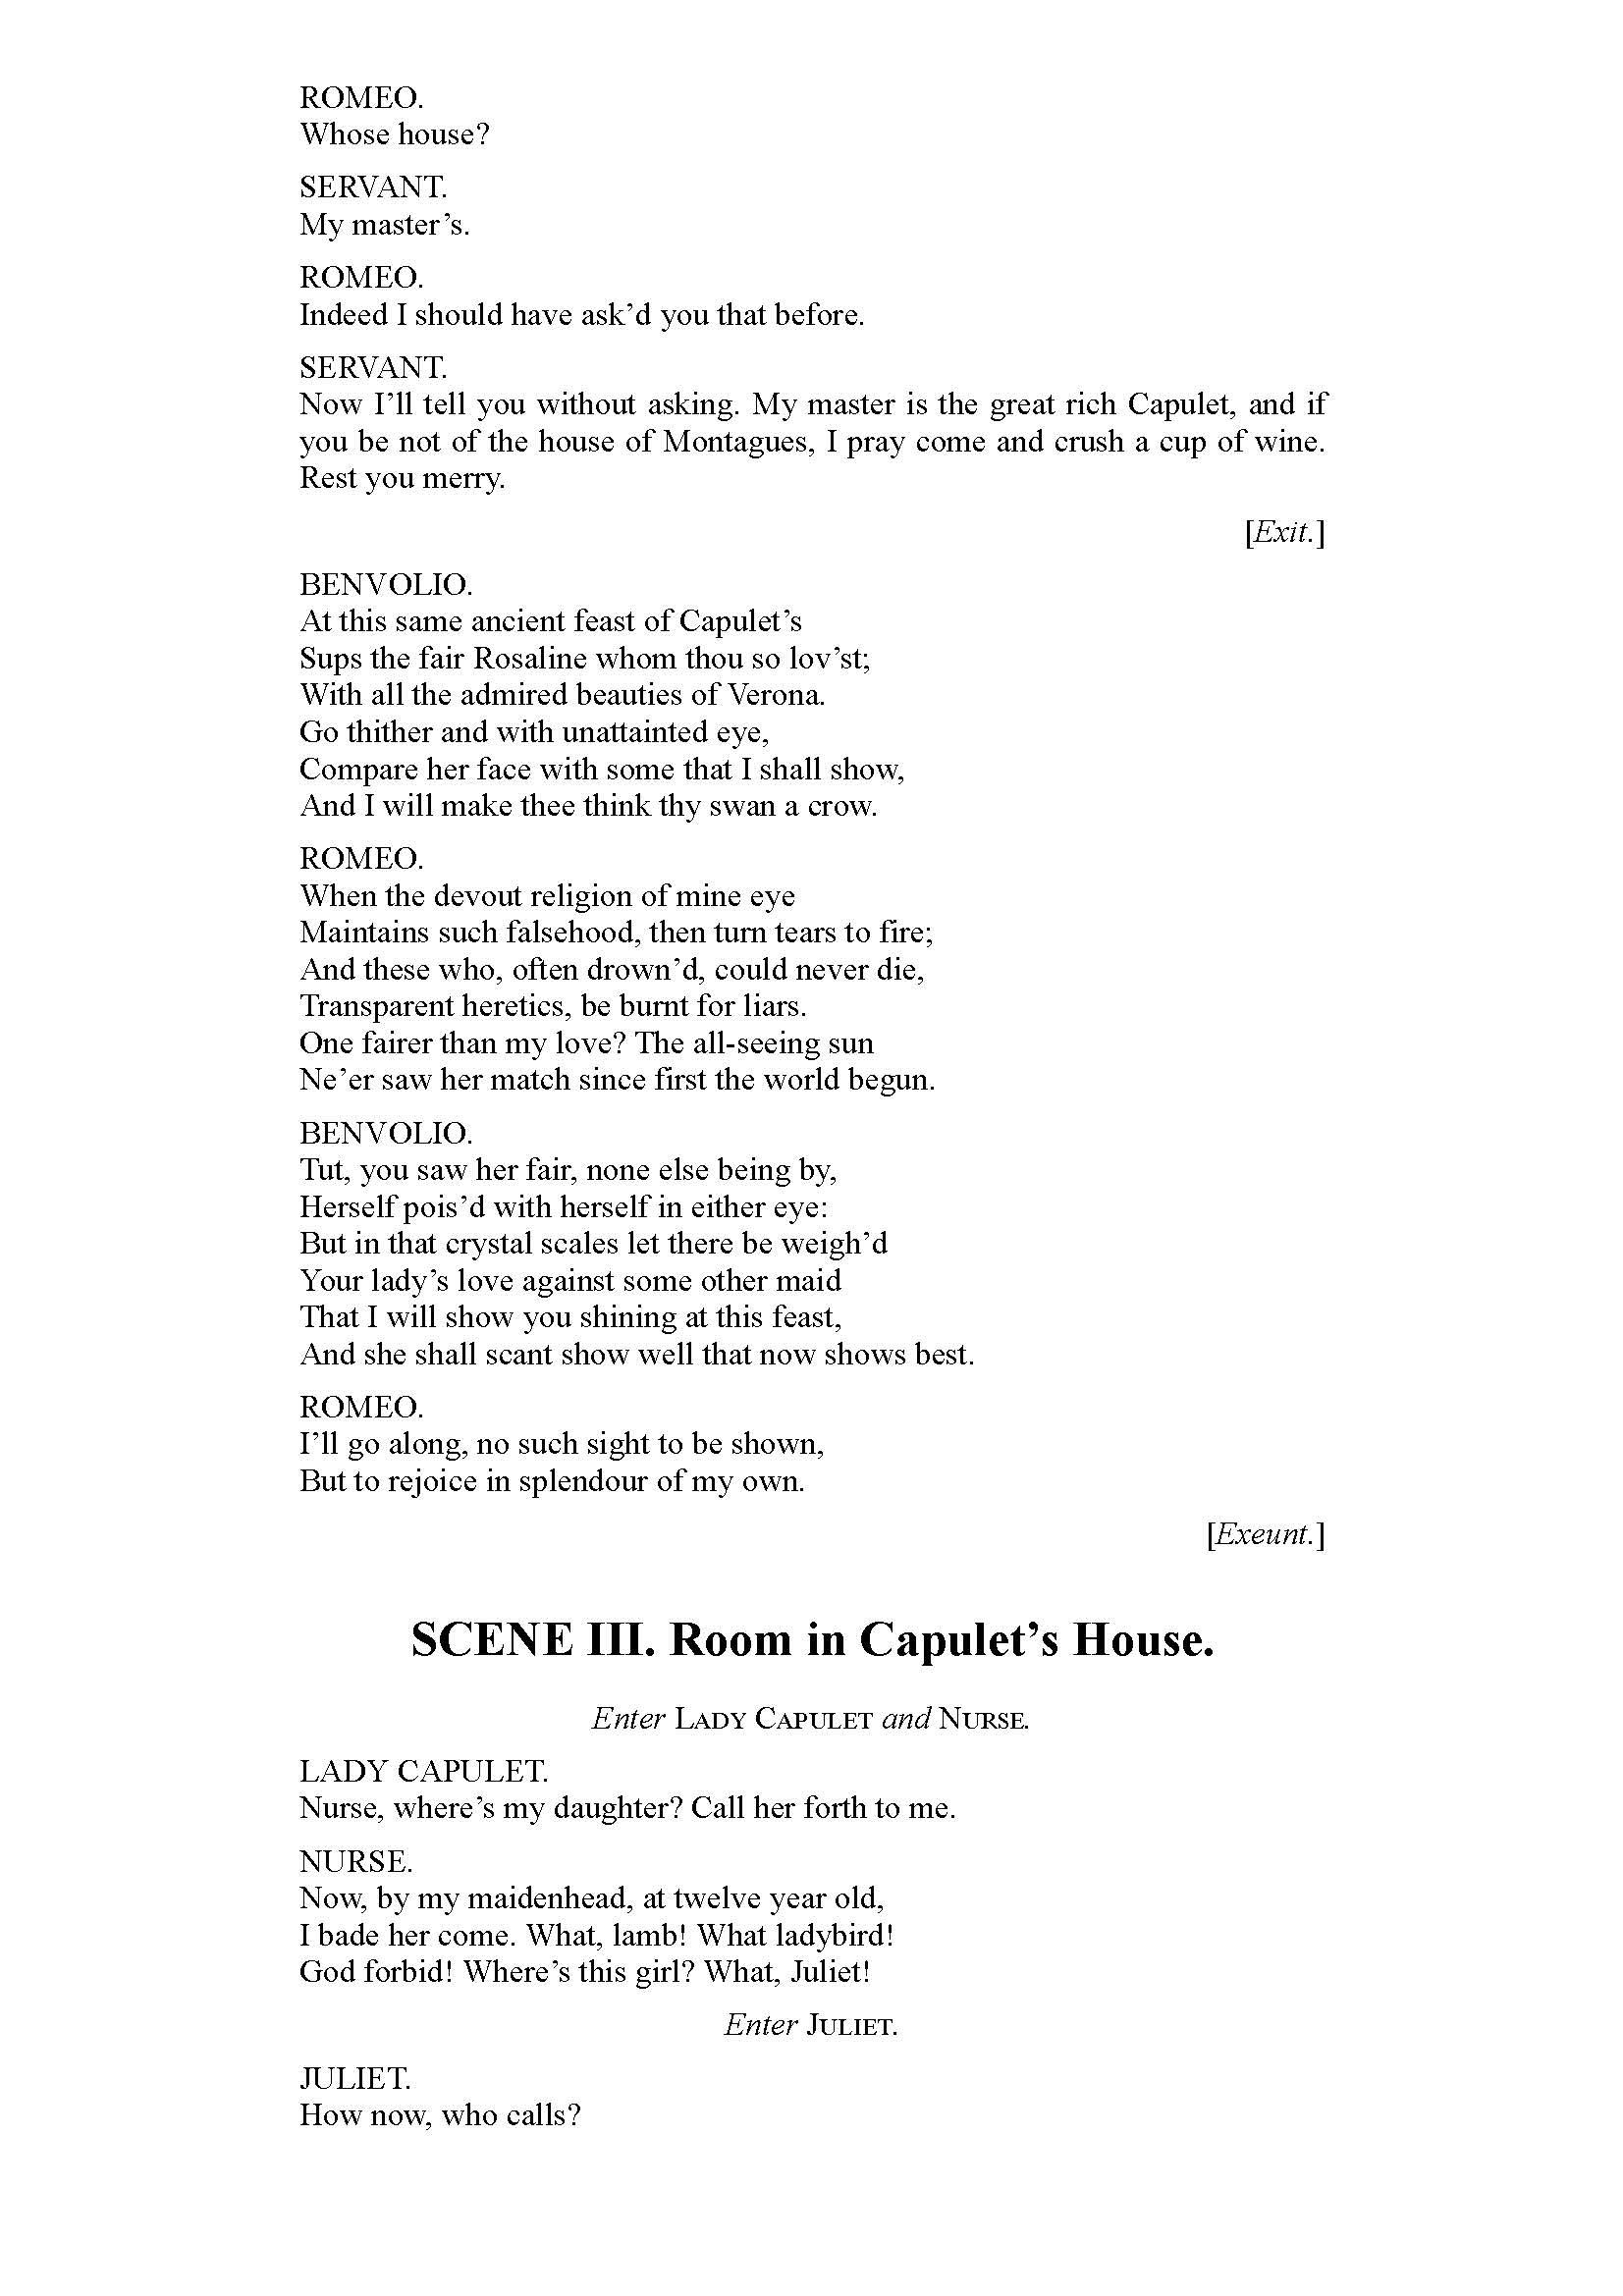 ROMEO.
Whose house?
SERVANT.
My master’s.
ROMEO.
Indeed I should have ask’d you that before.
SERVANT.
Now I’ll tell you without asking. My master is the great rich Capulet, and if
you be not of the house of Montagues, I pray come and crush a cup of wine.
Rest you merry.
[Exit.]
BENVOLIO.
At this same ancient feast of Capulet’s
Sups the fair Rosaline whom thou so lov’st;
With all the admired beauties of Verona.
Go thither and with unattainted eye,
Compare her face with some that I shall show,
And I will make thee think thy swan a crow.
ROMEO.
When the devout religion of mine eye
Maintains such falsehood, then turn tears to fire;
And these who, often drown’d, could never die,
Transparent heretics, be burnt for liars.
One fairer than my love? The all-seeing sun
Ne’er saw her match since first the world begun.
BENVOLIO.
Tut, you saw her fair, none else being by,
Herself pois’d with herself in either eye:
But in that crystal scales let there be weigh’d
Your lady’s love against some other maid
That I will show you shining at this feast,
And she shall scant show well that now shows best.
ROMEO.
I’ll go along, no such sight to be shown,
But to rejoice in splendour of my own.
[Exeunt.]
SCENE III. Room in Capulet’s House.
Enter LADY CAPULET and NURSE.
LADY CAPULET.
Nurse, where’s my daughter? Call her forth to me.
NURSE.
Now, by my maidenhead, at twelve year old,
I bade her come. What, lamb! What ladybird!
God forbid! Where’s this girl? What, Juliet!
Enter JULIET.
JULIET.
How now, who calls?